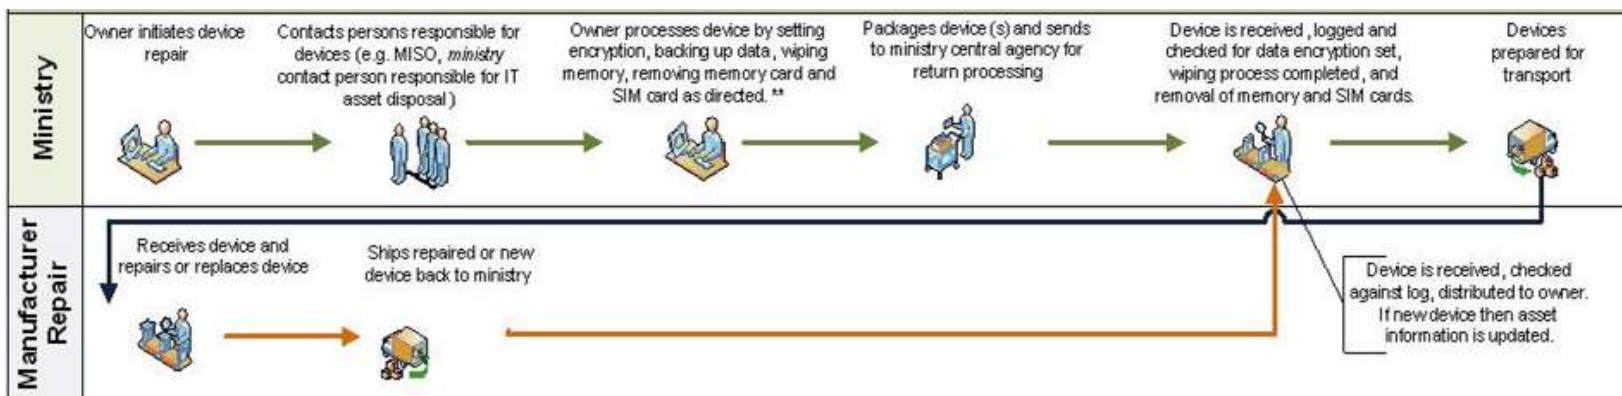 Ministry
Owner initiates device
repair
Contacts persons responsible for
devices (e.g. MISO, ministry
contact person responsible for IT
asset disposal )
Owner processes device by setting
encryption, backing up data, wiping
memory, removing memory card and
SIM card as directed. **
Packages device (s) and sends
to ministry central agency for
return processing
Device is received , logged and
checked for data encryption set,
wiping process completed, and
removal of memory and SIM cards.
Devices
prepared for
transport
Manufacturer
Repair
Receives device and
repairs or replaces device
Ships repaired or new
device back to ministry
Device is received, checked
against log, distributed to owner.
If new device then asset
information is updated.